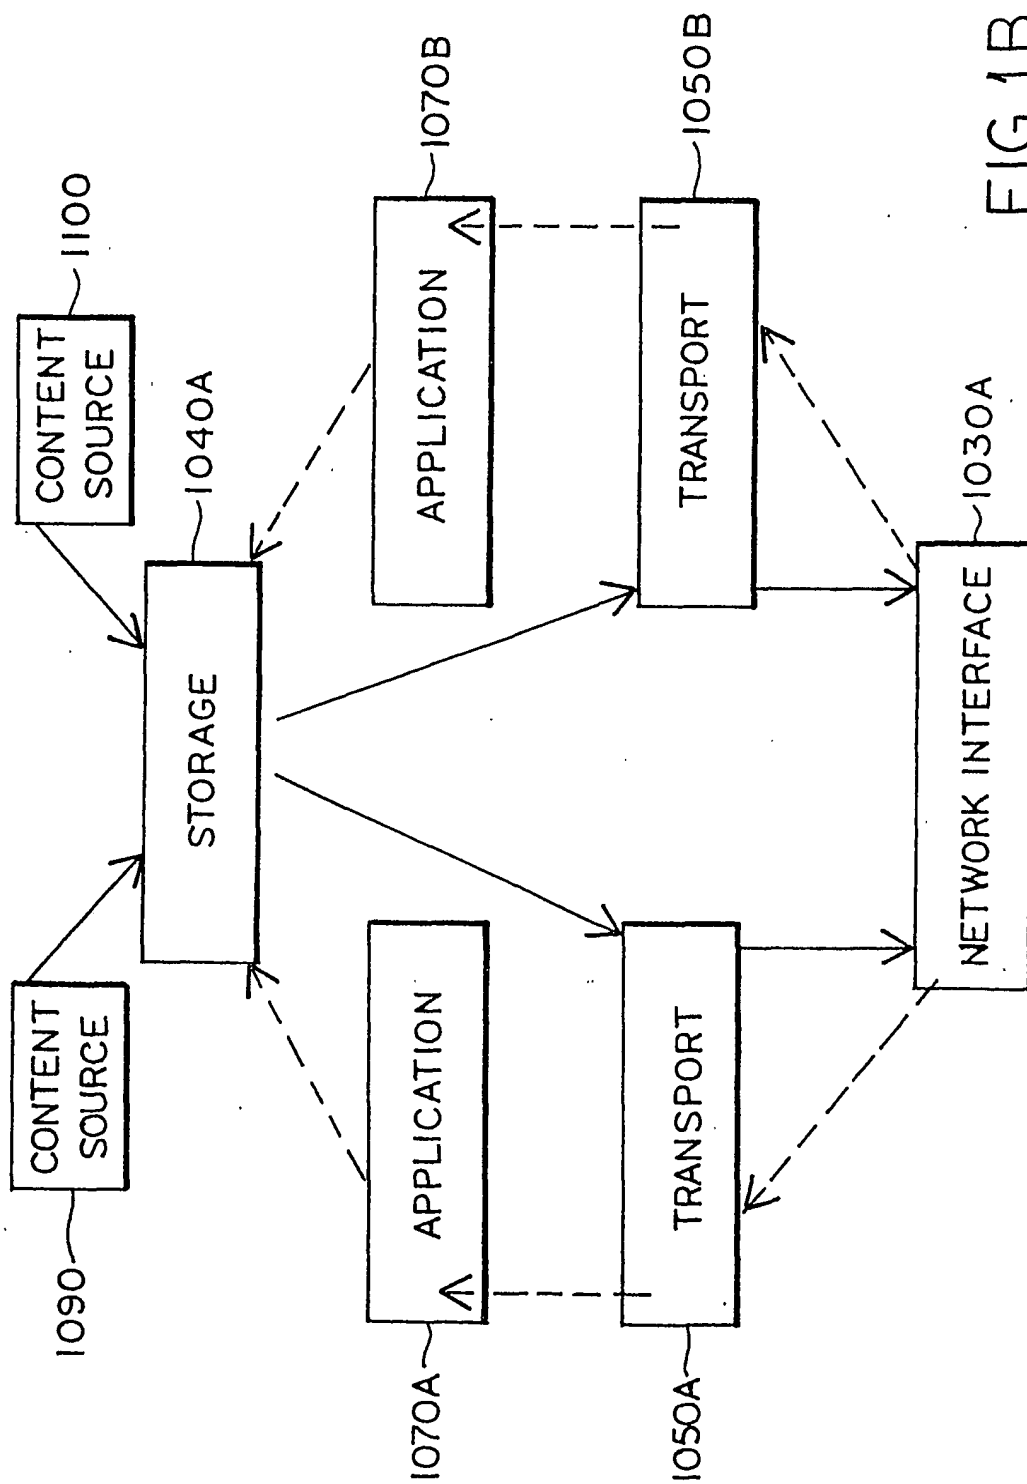 CONTENT
SOURCE
1090
CONTENT
SOURCE
1100
STORAGE
1040A
APPLICATION
1070A
APPLICATION
1070B
TRANSPORT
1050A
TRANSPORT
1050B
NETWORK INTERFACE
1030A
FIG 1B